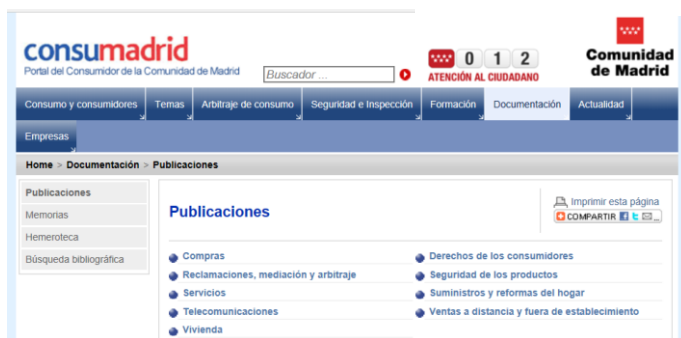 consumadrid
Portal del Consumidor de la Comunidad de Madrid
Buscador ...
0 1 2
ATENCIÓN AL CIUDADANO
Comunidad
de Madrid
Consumo y consumidores Temas Arbitraje de consumo Seguridad e Inspección Formación Documentación Actualidad
Empresas
Home > Documentación > Publicaciones
Publicaciones
Memorias
Hemeroteca
Búsqueda bibliográfica
Publicaciones
Imprimir esta página
COMPARTIR
Compras
Reclamaciones, mediación y arbitraje
Servicios
Telecomunicaciones
Vivienda
Derechos de los consumidores
Seguridad de los productos
Suministros y reformas del hogar
Ventas a distancia y fuera de establecimiento